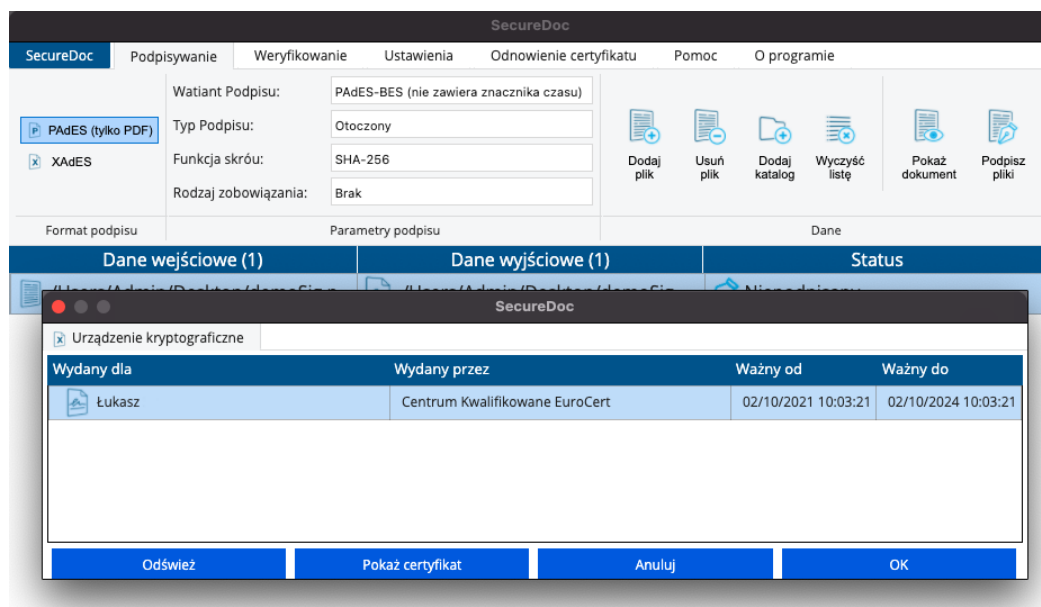 SecureDoc
SecureDoc Podpisywanie Weryfikowanie Ustawienia Odnowienie certyfikatu Pomoc O programie
PAdES (tylko PDF)
XAdES
Format podpisu
Watiant Podpisu: PAdES-BES (nie zawiera znacznika czasu)
Typ Podpisu: Otoczony
Funkcja skróu: SHA-256
Rodzaj zobowiązania: Brak
Parametry podpisu
Dodaj plik
Usuń plik
Dodaj katalog
Wyczyść listę
Pokaż dokument
Podpisz pliki
Dane
Dane wejściowe (1) Dane wyjściowe (1) Status
SecureDoc
Urządzenie kryptograficzne
Wydany dla Wydany przez Ważny od Ważny do
Łukasz Centrum Kwalifikowane EuroCert 02/10/2021 10:03:21 02/10/2024 10:03:21
Odśwież Pokaż certyfikat Anuluj OK